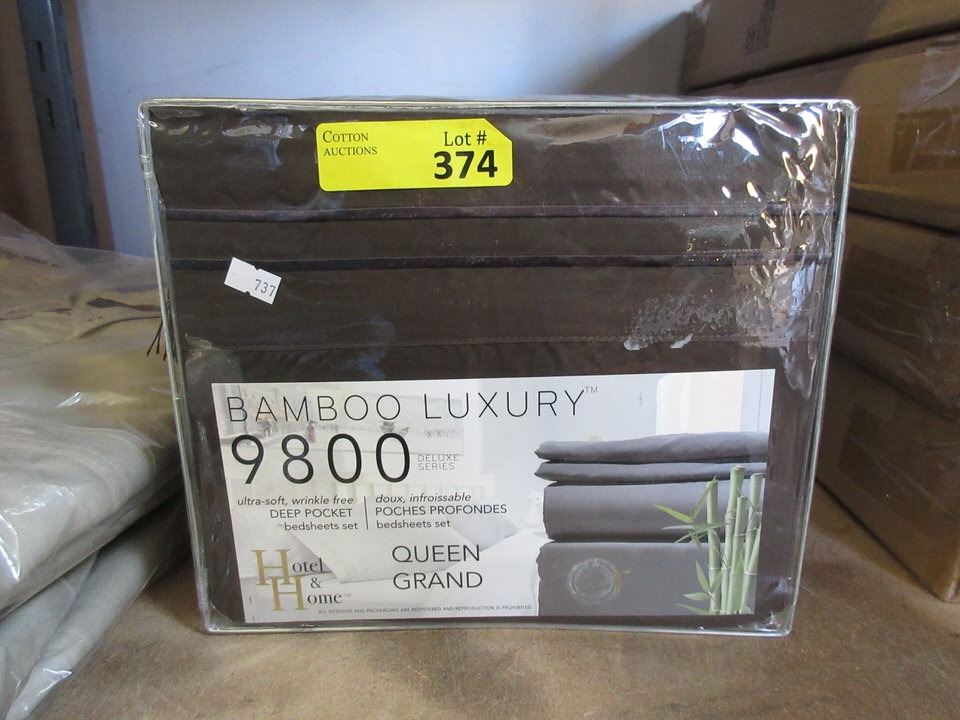 COTTON AUCTIONS
Lot #
374
737
BAMBOO LUXURY™
9800 DELUXE SERIES
ultra-soft, wrinkle free
DEEP POCKET
bedsheets set
doux, infroissable
POCHES PROFONDES
bedsheets set
Hotel
&
Home™
QUEEN
GRAND
ALL DESIGNS AND PACKAGING ARE REGISTERED AND REPRODUCTION IS PROHIBITED